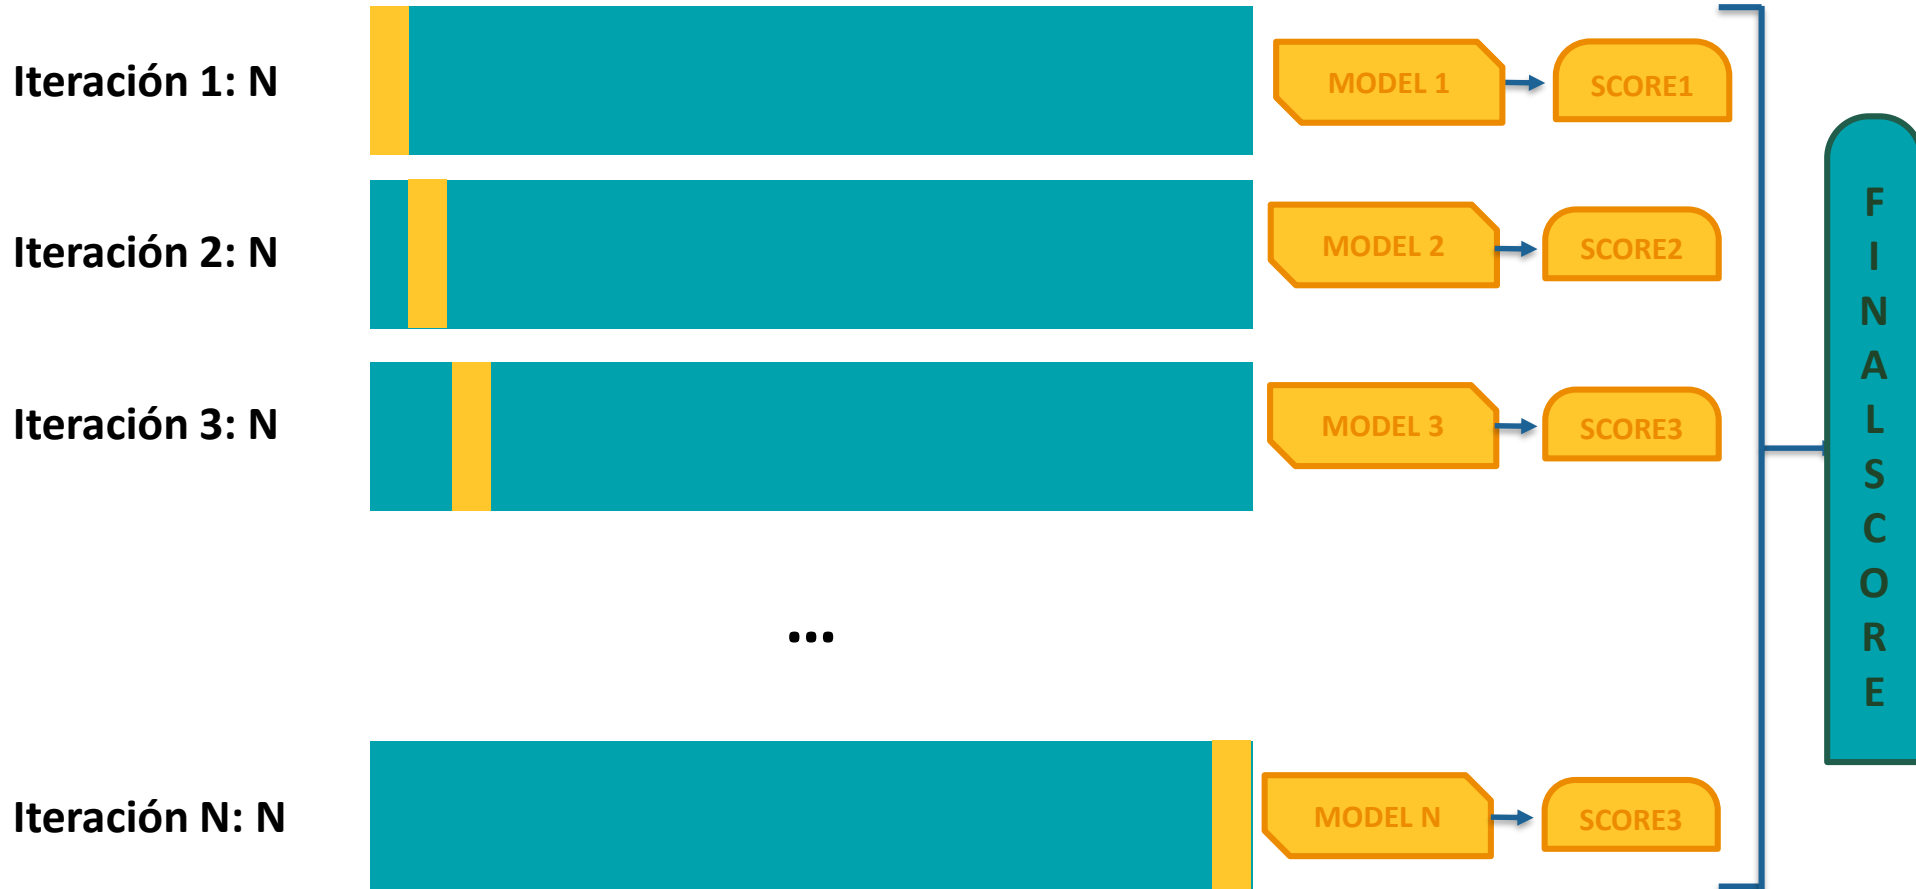 Iteración 1: N
MODEL 1
SCORE1
Iteración 2: N
MODEL 2
SCORE2
Iteración 3: N
MODEL 3
SCORE3
...
Iteración N: N
MODEL N
SCORE3
F
I
N
A
L
S
C
O
R
E